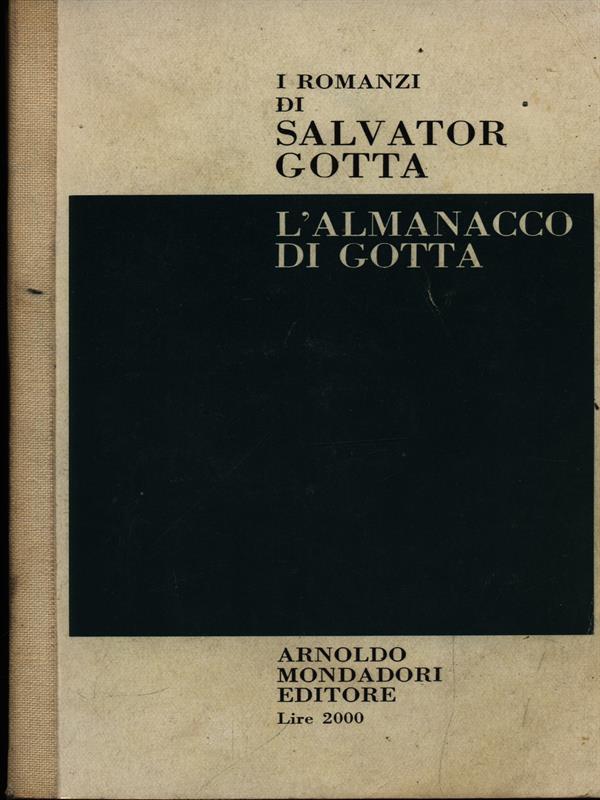 I ROMANZI
DI
SALVATOR
GOTTA
L'ALMANACCO
DI GOTTA
ARNOLDO
MONDADORI
EDITORE
Lire 2000